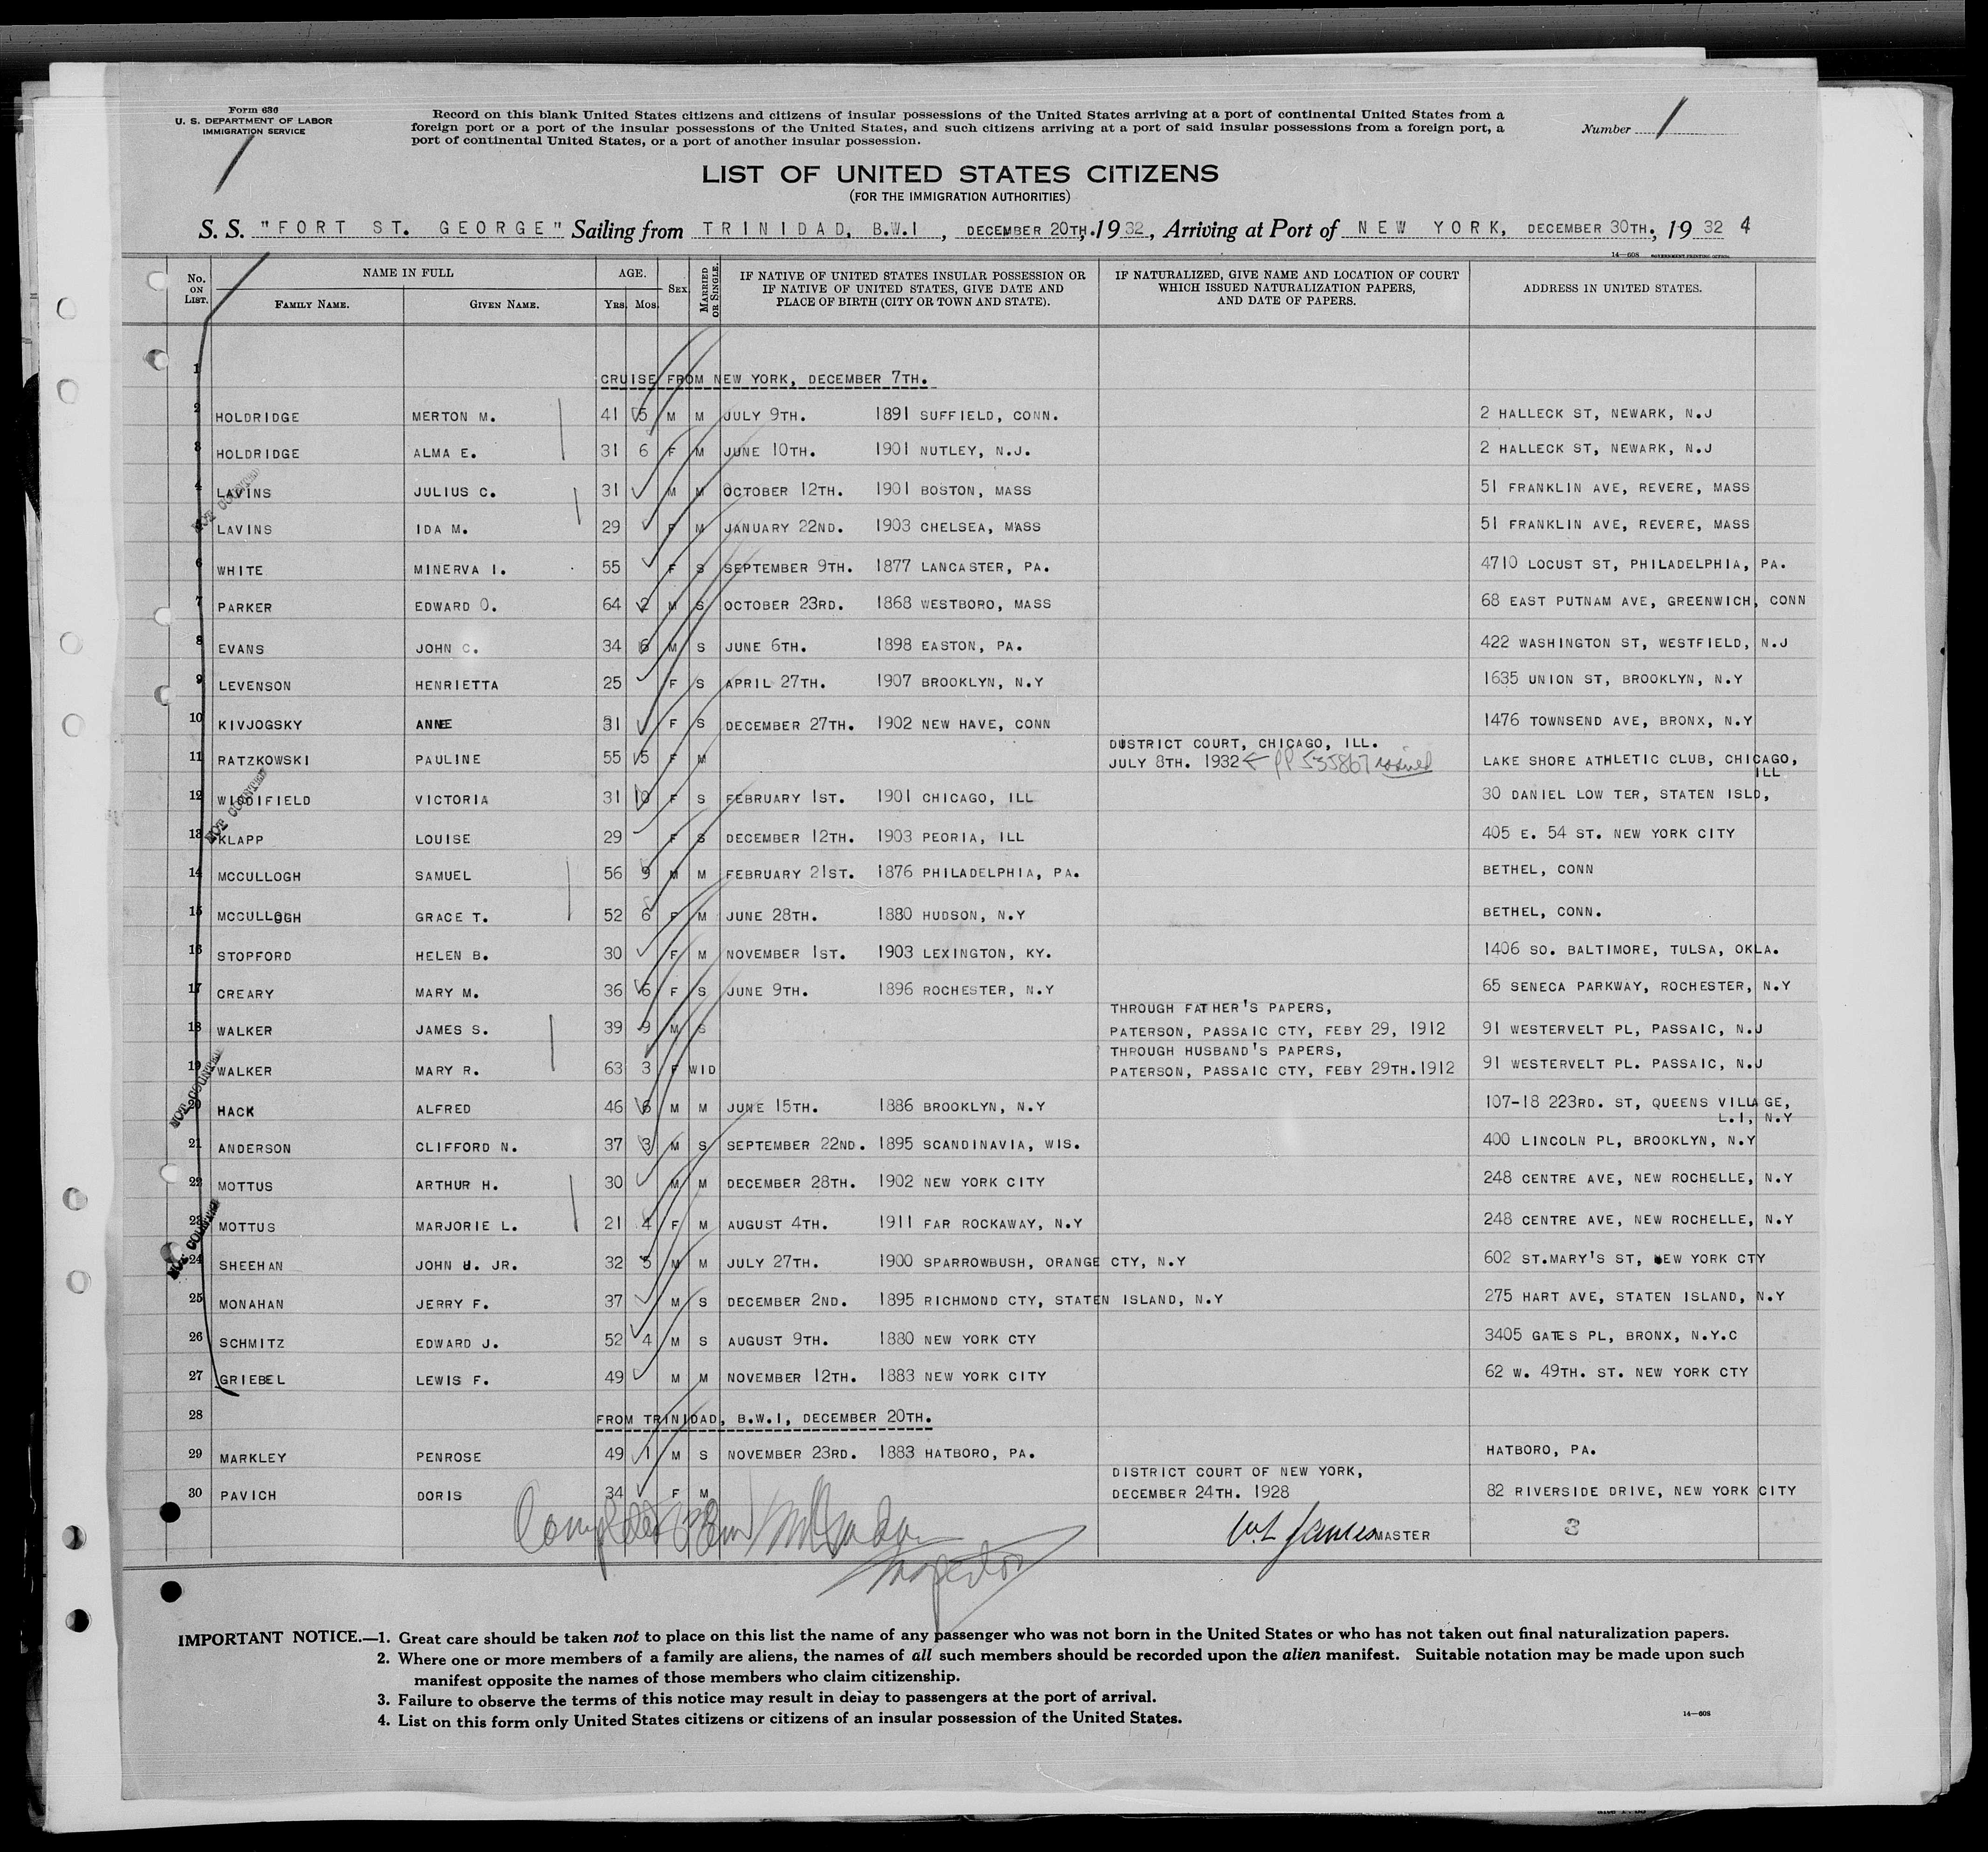 Form 630
U. S. DEPARTMENT OF LABOR
IMMIGRATION SERVICE
Record on this blank United States citizens and citizens of insular possessions of the United States arriving at a port of continental United States from a
foreign port or a port of the insular possessions of the United States, and such citizens arriving at a port of said insular possessions from a foreign port, a
port of continental United States, or a port of another insular possession.
Number 1
LIST OF UNITED STATES CITIZENS
(FOR THE IMMIGRATION AUTHORITIES)
S. S. "FORT ST. GEORGE" Sailing from TRINIDAD, B.W.I, DECEMBER 20TH, 1932, Arriving at Port of NEW YORK, DECEMBER 30TH., 1932 4
14—608 GOVERNMENT PRINTING OFFICE
No. ON LIST. NAME IN FULL AGE. SEX MARRIED OR SINGLE. IF NATIVE OF UNITED STATES INSULAR POSSESSION OR IF NATIVE OF UNITED STATES, GIVE DATE AND PLACE OF BIRTH (CITY OR TOWN AND STATE). IF NATURALIZED, GIVE NAME AND LOCATION OF COURT WHICH ISSUED NATURALIZATION PAPERS, AND DATE OF PAPERS. ADDRESS IN UNITED STATES.
FAMILY NAME. GIVEN NAME. YRS. MOS.
1 CRUISE FROM NEW YORK, DECEMBER 7TH.
2 HOLDRIDGE MERTON M. 41 5 M M JULY 9TH. 1891 SUFFIELD, CONN. 2 HALLECK ST, NEWARK, N.J
3 HOLDRIDGE ALMA E. 31 6 F M JUNE 10TH. 1901 NUTLEY, N.J. 2 HALLECK ST, NEWARK, N.J
4 LAVINS JULIUS C. 31 M M OCTOBER 12TH. 1901 BOSTON, MASS 51 FRANKLIN AVE, REVERE, MASS
5 LAVINS IDA M. 29 F M JANUARY 22ND. 1903 CHELSEA, MASS 51 FRANKLIN AVE, REVERE, MASS
NOT COUNTED
6 WHITE MINERVA I. 55 F S SEPTEMBER 9TH. 1877 LANCASTER, PA. 4710 LOCUST ST, PHILADELPHIA, PA.
7 PARKER EDWARD O. 64 2 M S OCTOBER 23RD. 1868 WESTBORO, MASS 68 EAST PUTNAM AVE, GREENWICH, CONN
8 EVANS JOHN C. 34 6 M S JUNE 6TH. 1898 EASTON, PA. 422 WASHINGTON ST, WESTFIELD, N.J
9 LEVENSON HENRIETTA 25 F S APRIL 27TH. 1907 BROOKLYN, N.Y 1635 UNION ST, BROOKLYN, N.Y
10 KIVJOGSKY ANNE 31 F S DECEMBER 27TH. 1902 NEW HAVE, CONN 1476 TOWNSEND AVE, BRONX, N.Y
DUSTRICT COURT, CHICAGO, ILL.
11 RATZKOWSKI PAULINE 55 5 F M JULY 8TH. 1932 PP 535867 LAKE SHORE ATHLETIC CLUB, CHICAGO,
ILL
12 WIDDIFIELD VICTORIA 31 10 F S FEBRUARY 1ST. 1901 CHICAGO, ILL 30 DANIEL LOW TER, STATEN ISLD,
NOT COUNTED
13 KLAPP LOUISE 29 F S DECEMBER 12TH. 1903 PEORIA, ILL 405 E. 54 ST. NEW YORK CITY
14 MCCULLOGH SAMUEL 56 9 M M FEBRUARY 21ST. 1876 PHILADELPHIA, PA. BETHEL, CONN
15 MCCULLOGH GRACE T. 52 6 F M JUNE 28TH. 1880 HUDSON, N.Y BETHEL, CONN.
16 STOPFORD HELEN B. 30 F M NOVEMBER 1ST. 1903 LEXINGTON, KY. 1406 SO. BALTIMORE, TULSA, OKLA.
17 CREARY MARY M. 36 6 F S JUNE 9TH. 1896 ROCHESTER, N.Y 65 SENECA PARKWAY, ROCHESTER, N.Y
THROUGH FATHER'S PAPERS,
18 WALKER JAMES S. 39 9 M S PATERSON, PASSAIC CTY, FEBY 29, 1912 91 WESTERVELT PL, PASSAIC, N.J
THROUGH HUSBAND'S PAPERS,
19 WALKER MARY R. 63 3 F WID PATERSON, PASSAIC CTY, FEBY 29TH.1912 91 WESTERVELT PL. PASSAIC, N.J
NOT COUNTED
20 HACK ALFRED 46 6 M M JUNE 15TH. 1886 BROOKLYN, N.Y 107-18 223RD. ST, QUEENS VILLAGE,
L.I, N.Y
21 ANDERSON CLIFFORD N. 37 3 M S SEPTEMBER 22ND. 1895 SCANDINAVIA, WIS. 400 LINCOLN PL, BROOKLYN, N.Y
22 MOTTUS ARTHUR H. 30 M M DECEMBER 28TH. 1902 NEW YORK CITY 248 CENTRE AVE, NEW ROCHELLE, N.Y
23 MOTTUS MARJORIE L. 21 4 F M AUGUST 4TH. 1911 FAR ROCKAWAY, N.Y 248 CENTRE AVE, NEW ROCHELLE, N.Y
NOT COUNTED
24 SHEEHAN JOHN J. JR. 32 5 M M JULY 27TH. 1900 SPARROWBUSH, ORANGE CTY, N.Y 602 ST.MARY'S ST, NEW YORK CTY
25 MONAHAN JERRY F. 37 M S DECEMBER 2ND. 1895 RICHMOND CTY, STATEN ISLAND, N.Y 275 HART AVE, STATEN ISLAND, N.Y
26 SCHMITZ EDWARD J. 52 4 M S AUGUST 9TH. 1880 NEW YORK CTY 3405 GATES PL, BRONX, N.Y.C
27 GRIEBEL LEWIS F. 49 M M NOVEMBER 12TH. 1883 NEW YORK CITY 62 W. 49TH. ST. NEW YORK CTY
28 FROM TRINIDAD, B.W.I, DECEMBER 20TH.
29 MARKLEY PENROSE 49 1 M S NOVEMBER 23RD. 1883 HATBORO, PA. HATBORO, PA.
DISTRICT COURT OF NEW YORK,
30 PAVICH DORIS 34 F M DECEMBER 24TH. 1928 82 RIVERSIDE DRIVE, NEW YORK CITY
Completed
MASTER 3
Inspector
IMPORTANT NOTICE.—1. Great care should be taken not to place on this list the name of any passenger who was not born in the United States or who has not taken out final naturalization papers.
2. Where one or more members of a family are aliens, the names of all such members should be recorded upon the alien manifest. Suitable notation may be made upon such
manifest opposite the names of those members who claim citizenship.
3. Failure to observe the terms of this notice may result in delay to passengers at the port of arrival.
4. List on this form only United States citizens or citizens of an insular possession of the United States.
14—608